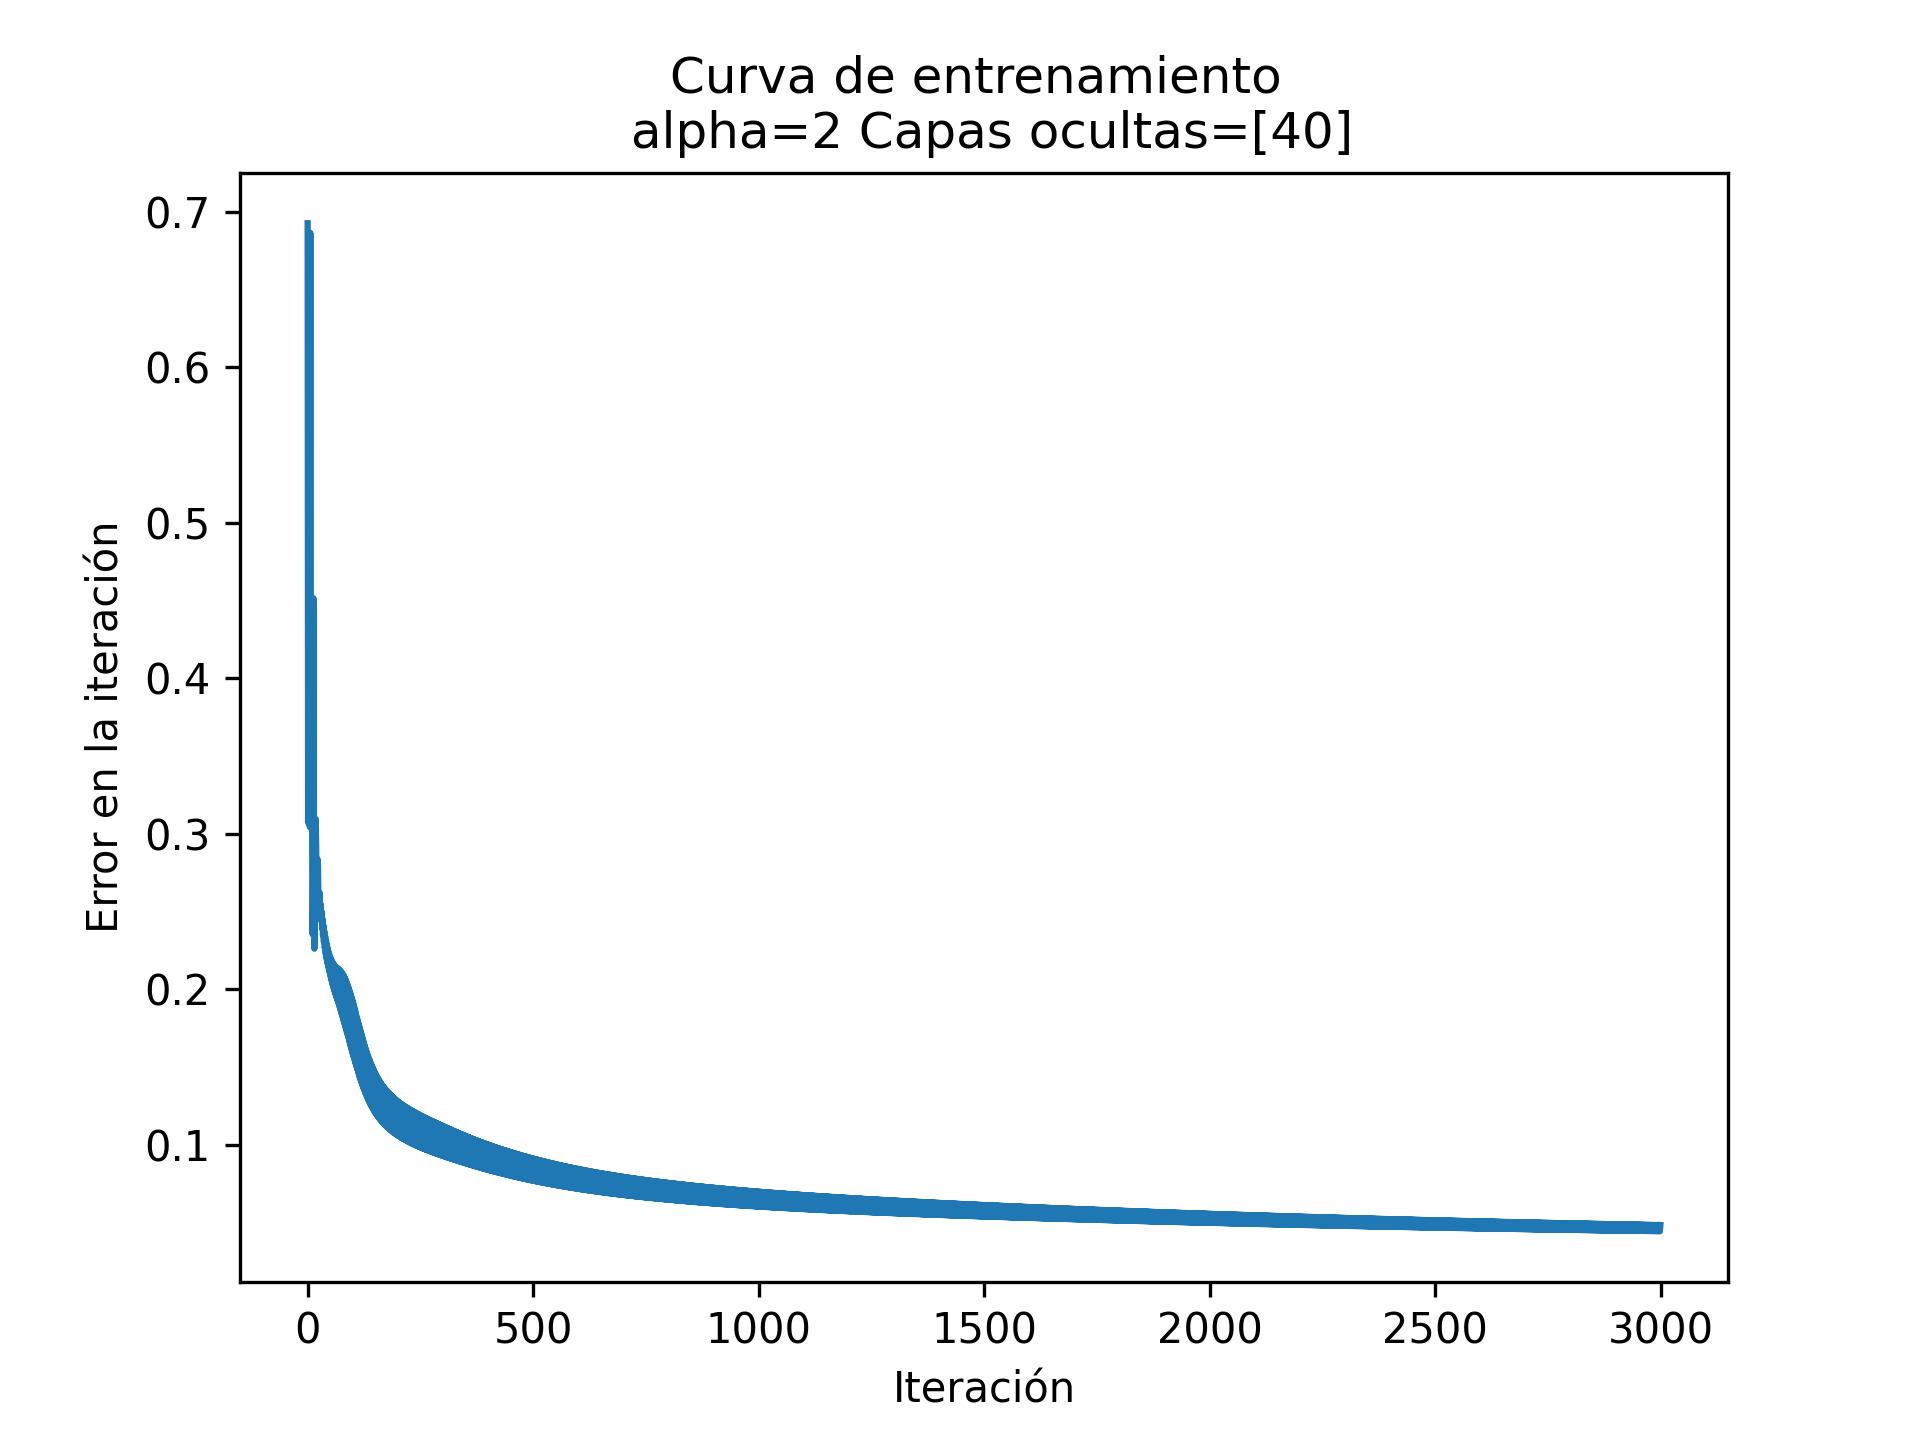 Curva de entrenamiento
alpha=2 Capas ocultas=[40]
0.7
0.6
0.5
0.4
0.3
0.2
0.1
Error en la iteración
0 500 1000 1500 2000 2500 3000
Iteración